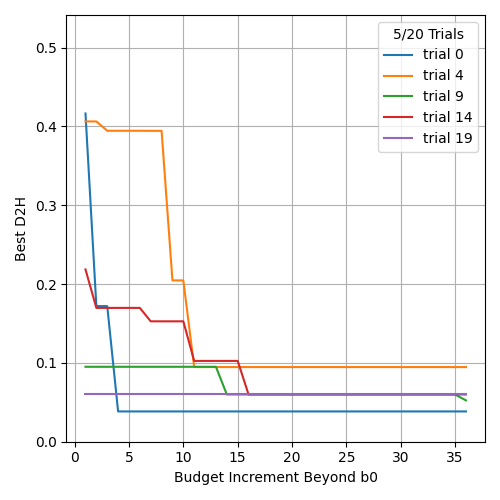 5/20 Trials
trial 0
trial 4
trial 9
trial 14
trial 19
Best D2H
0.5
0.4
0.3
0.2
0.1
0.0
0 5 10 15 20 25 30 35
Budget Increment Beyond b0